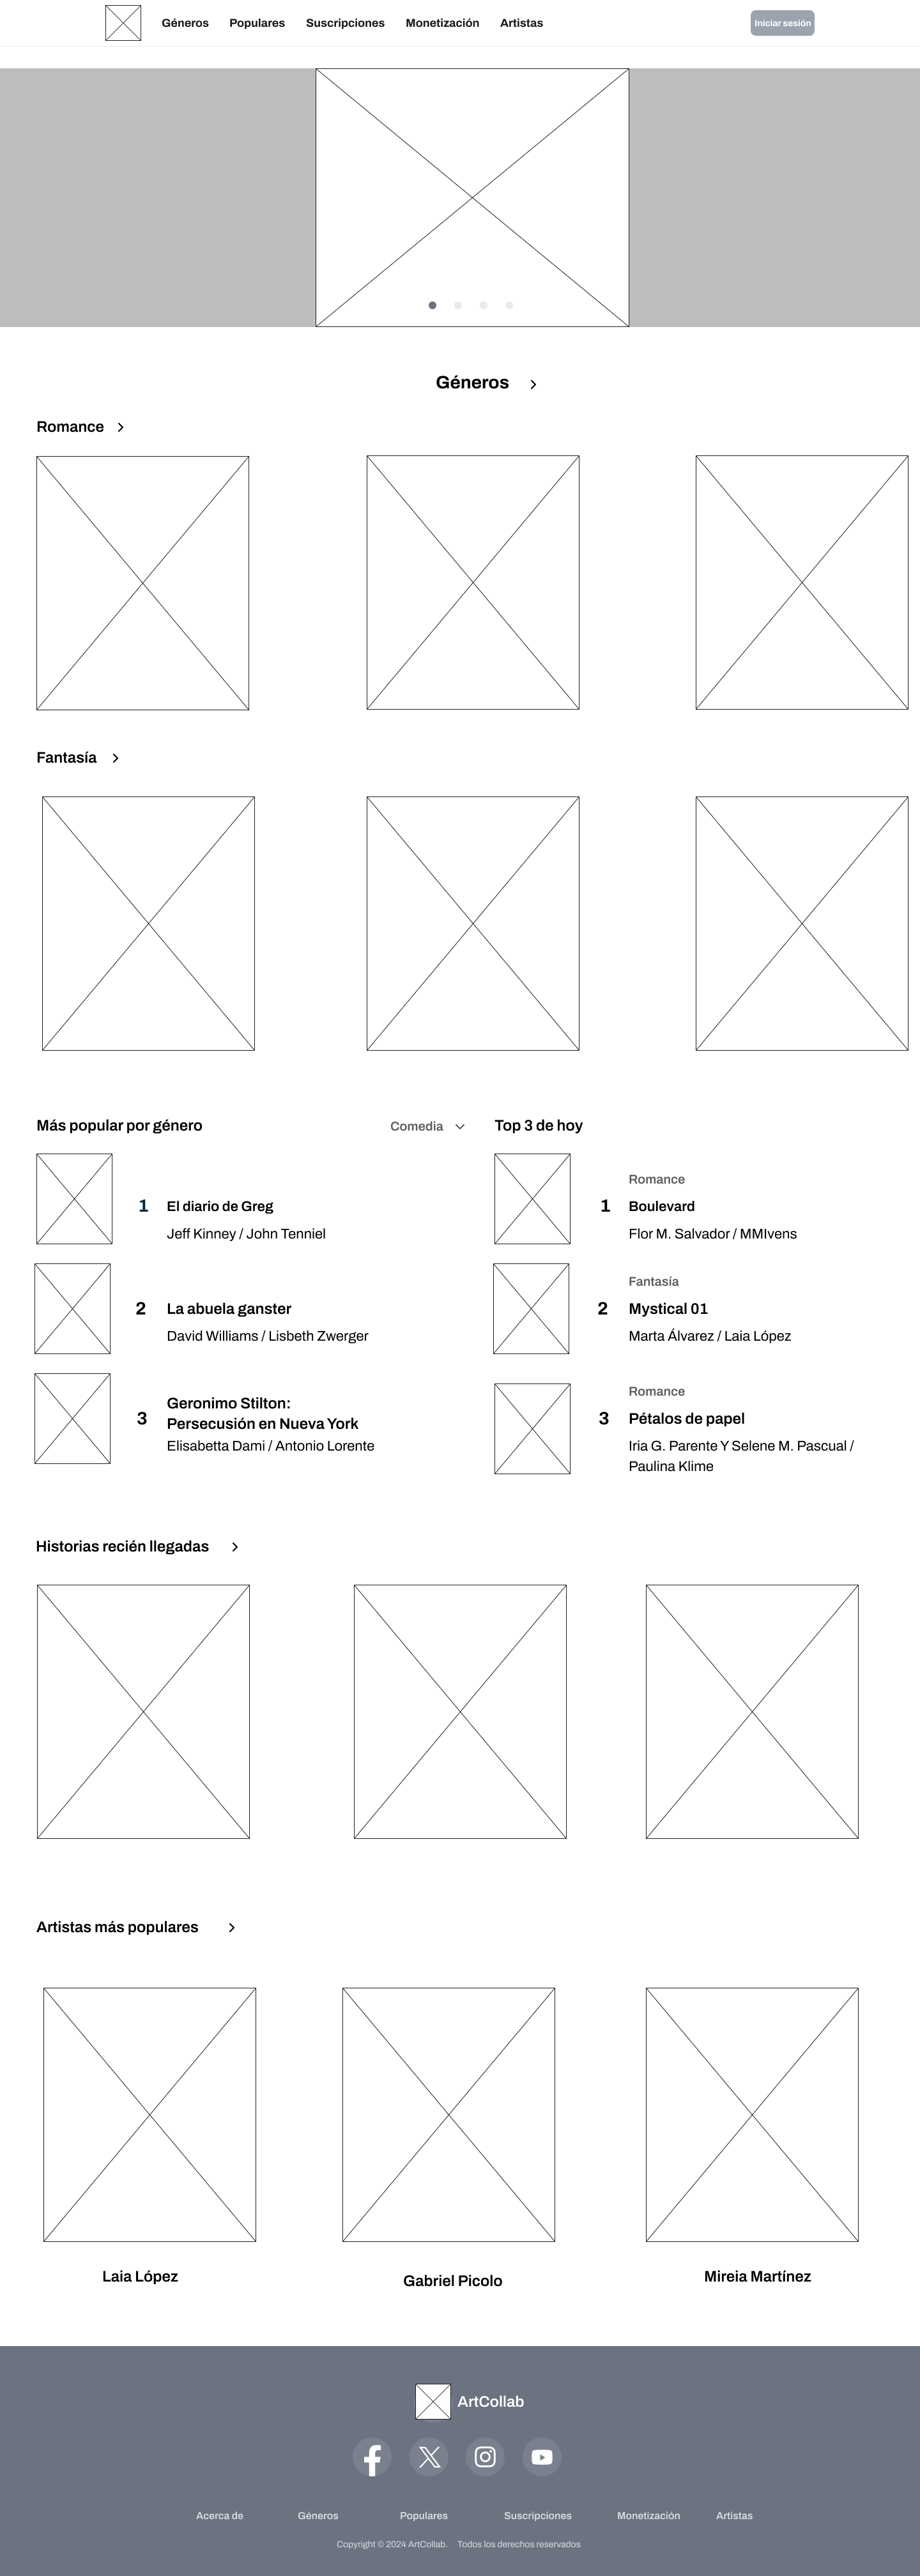 Géneros Populares Suscripciones Monetización Artistas Iniciar sesión
Géneros
Romance
Fantasía
Más popular por género Comedia
1 El diario de Greg
Jeff Kinney / John Tenniel
2 La abuela ganster
David Williams / Lisbeth Zwerger
3 Geronimo Stilton:
Persecusión en Nueva York
Elisabetta Dami / Antonio Lorente
Top 3 de hoy
Romance
1 Boulevard
Flor M. Salvador / MMIvens
Fantasía
2 Mystical 01
Marta Álvarez / Laia López
Romance
3 Pétalos de papel
Iria G. Parente Y Selene M. Pascual /
Paulina Klime
Historias recién llegadas
Artistas más populares
Laia López
Gabriel Picolo
Mireia Martínez
ArtCollab
Acerca de Géneros Populares Suscripciones Monetización Artistas
Copyright © 2024 ArtCollab. Todos los derechos reservados